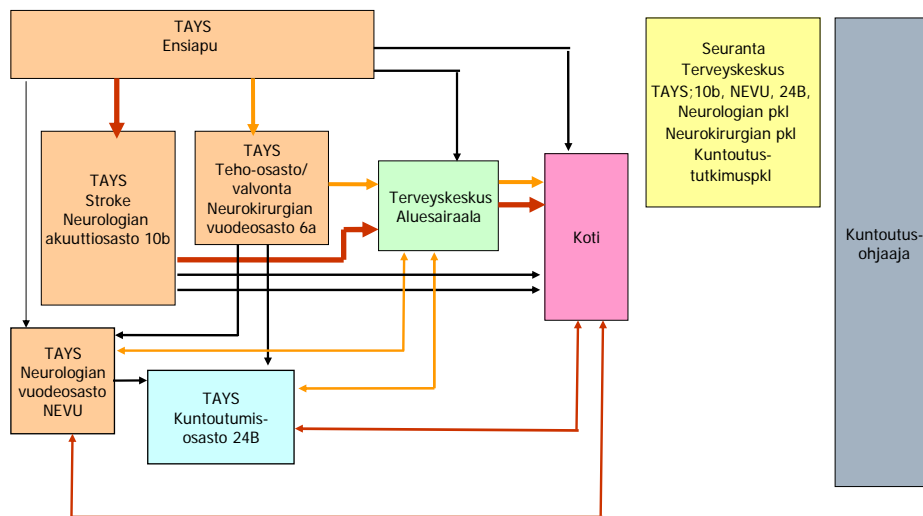 TAYS
Ensiapu
TAYS
Stroke
Neurologian
akuuttiosasto 10b
TAYS
Teho-osasto/
valvonta
Neurokirurgian
vuodeosasto 6a
Terveyskeskus
Aluesairaala
Koti
Seuranta
Terveyskeskus
TAYS;10b, NEVU, 24B,
Neurologian pkl
Neurokirurgian pkl
Kuntoutus-
tutkimuspkl
Kuntoutus-
ohjaaja
TAYS
Neurologian
vuodeosasto
NEVU
TAYS
Kuntoutumis-
osasto 24B